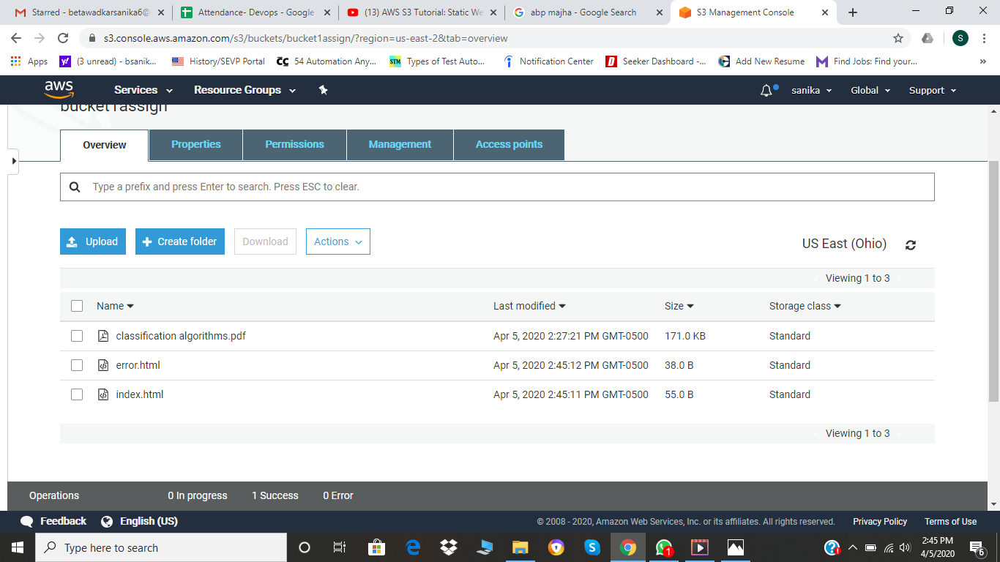 Starred - betawadkarsanika6@
Attendance- Devops - Google
(13) AWS S3 Tutorial: Static We
abp majha - Google Search
S3 Management Console
s3.console.aws.amazon.com/s3/buckets/bucket1assign/?region=us-east-2&tab=overview
S
Apps
(3 unread) - bsanik...
History/SEVP Portal
54 Automation Any...
STM Types of Test Auto...
Notification Center
Seeker Dashboard -...
Add New Resume
Find Jobs: Find your...
aws
Services
Resource Groups
sanika
Global
Support
bucket1assign
Overview
Properties
Permissions
Management
Access points
Type a prefix and press Enter to search. Press ESC to clear.
Upload
Create folder
Download
Actions
US East (Ohio)
Viewing 1 to 3
Name Last modified Size Storage class
classification algorithms.pdf Apr 5, 2020 2:27:21 PM GMT-0500 171.0 KB Standard
error.html Apr 5, 2020 2:45:12 PM GMT-0500 38.0 B Standard
index.html Apr 5, 2020 2:45:11 PM GMT-0500 55.0 B Standard
Viewing 1 to 3
Operations 0 In progress 1 Success 0 Error
Feedback English (US) © 2008 - 2020, Amazon Web Services, Inc. or its affiliates. All rights reserved. Privacy Policy Terms of Use
Type here to search
1
2:45 PM
4/5/2020
6